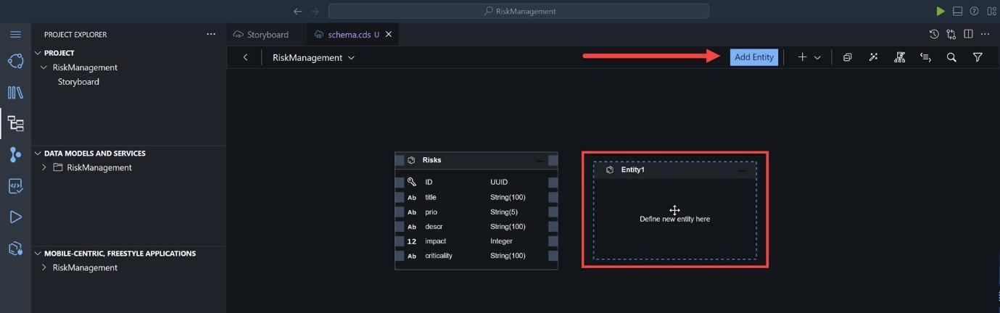 RiskManagement
PROJECT EXPLORER
Storyboard
schema.cds U
PROJECT
RiskManagement
Storyboard
RiskManagement
Add Entity
DATA MODELS AND SERVICES
RiskManagement
MOBILE-CENTRIC, FREESTYLE APPLICATIONS
RiskManagement
Risks
ID UUID
Ab title String(100)
Ab prio String(5)
Ab descr String(100)
12 impact Integer
Ab criticality String(100)
Entity1
Define new entity here